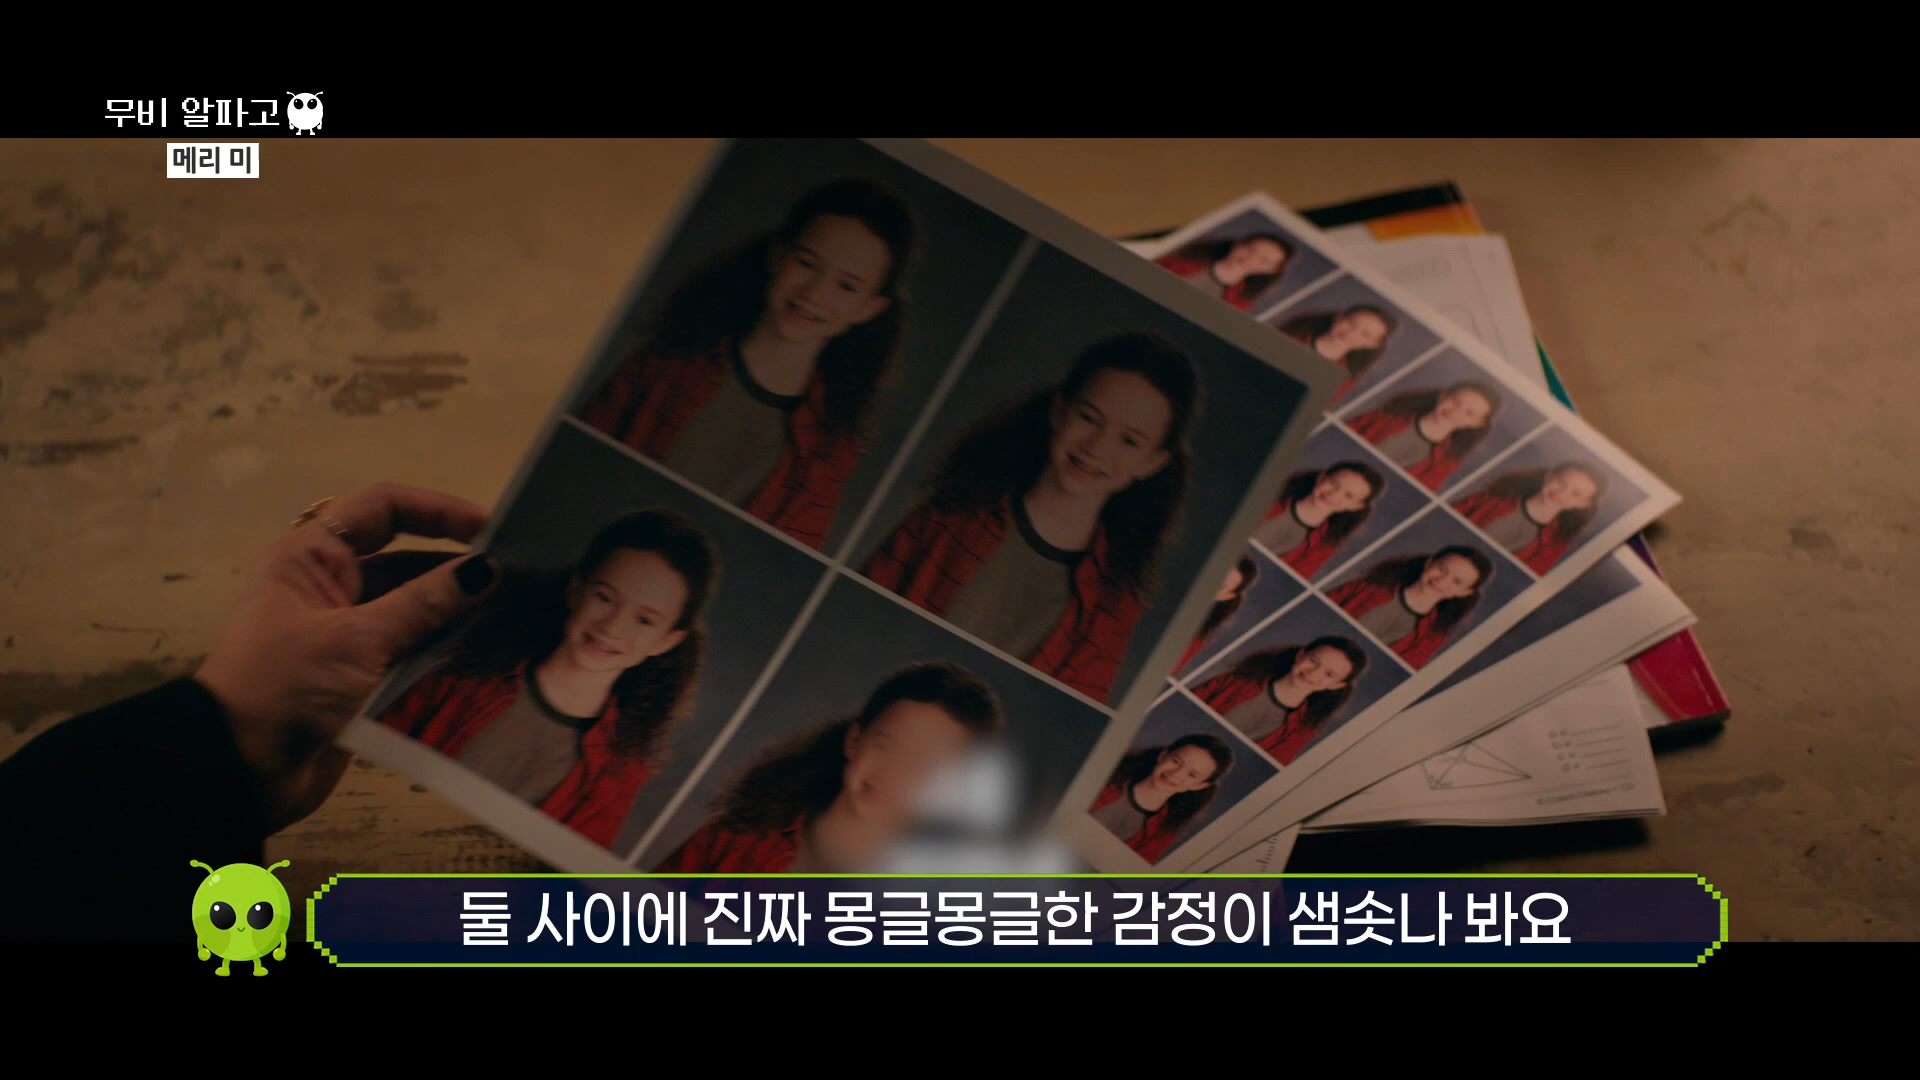 무비 알파고
메리 미
둘 사이에 진짜 몽글몽글한 감정이 샘솟나 봐요